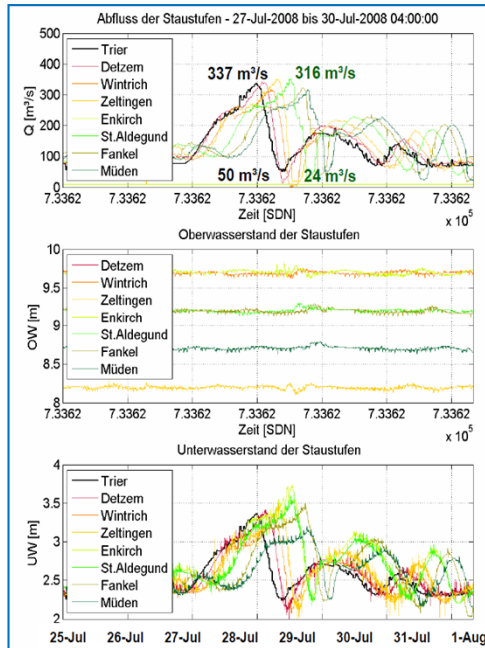 Abfluss der Staustufen - 27-Jul-2008 bis 30-Jul-2008 04:00:00
500
400
300
200
100
0
Q [m³/s]
Trier
Detzem
Wintrich
Zeltingen
Enkirch
St.Aldegund
Fankel
Müden
337 m³/s
316 m³/s
50 m³/s
24 m³/s
7.3362 7.3362 7.3362 7.3362 7.3362 7.3362 7.3362
Zeit [SDN]
x 10⁵
Oberwasserstand der Staustufen
10
9.5
9
8.5
8
OW [m]
Detzem
Wintrich
Zeltingen
Enkirch
St.Aldegund
Fankel
Müden
7.3362 7.3362 7.3362 7.3362 7.3362 7.3362 7.3362
Zeit [SDN]
x 10⁵
Unterwasserstand der Staustufen
4
3.5
3
2.5
2
UW [m]
Trier
Detzem
Wintrich
Zeltingen
Enkirch
St.Aldegund
Fankel
Müden
25-Jul 26-Jul 27-Jul 28-Jul 29-Jul 30-Jul 31-Jul 1-Aug